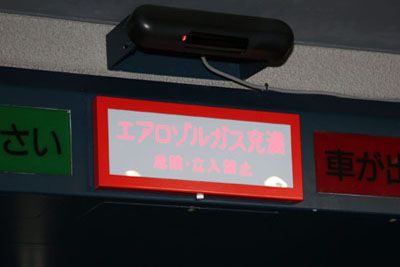 さい
エアロゾルガス充満
危険・立入禁止
車が出